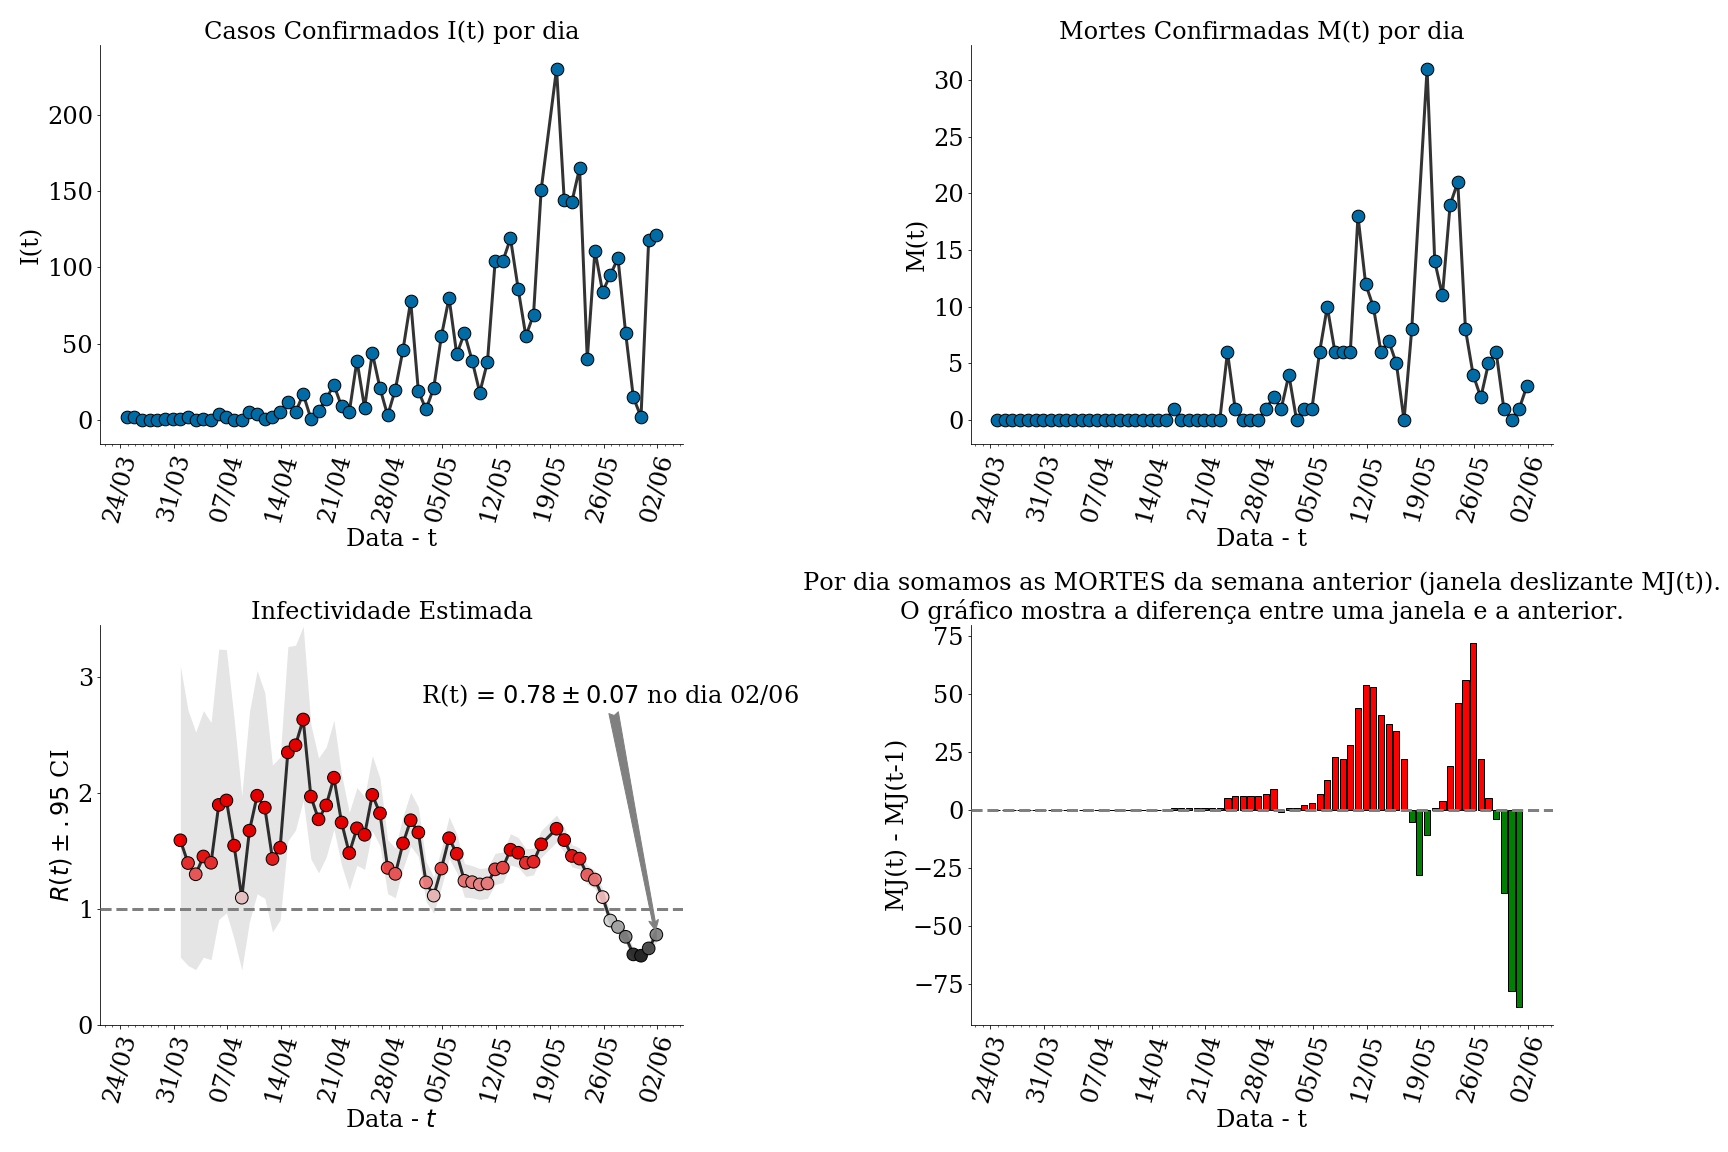 Casos Confirmados I(t) por dia
I(t)
200
150
100
50
0
24/03 31/03 07/04 14/04 21/04 28/04 05/05 12/05 19/05 26/05 02/06
Data - t
Mortes Confirmadas M(t) por dia
M(t)
30
25
20
15
10
5
0
24/03 31/03 07/04 14/04 21/04 28/04 05/05 12/05 19/05 26/05 02/06
Data - t
Infectividade Estimada
R(t) = 0.78 ± 0.07 no dia 02/06
R(t) ± .95 CI
3
2
1
0
24/03 31/03 07/04 14/04 21/04 28/04 05/05 12/05 19/05 26/05 02/06
Data - t
Por dia somamos as MORTES da semana anterior (janela deslizante MJ(t)).
O gráfico mostra a diferença entre uma janela e a anterior.
MJ(t) - MJ(t-1)
75
50
25
0
−25
−50
−75
24/03 31/03 07/04 14/04 21/04 28/04 05/05 12/05 19/05 26/05 02/06
Data - t